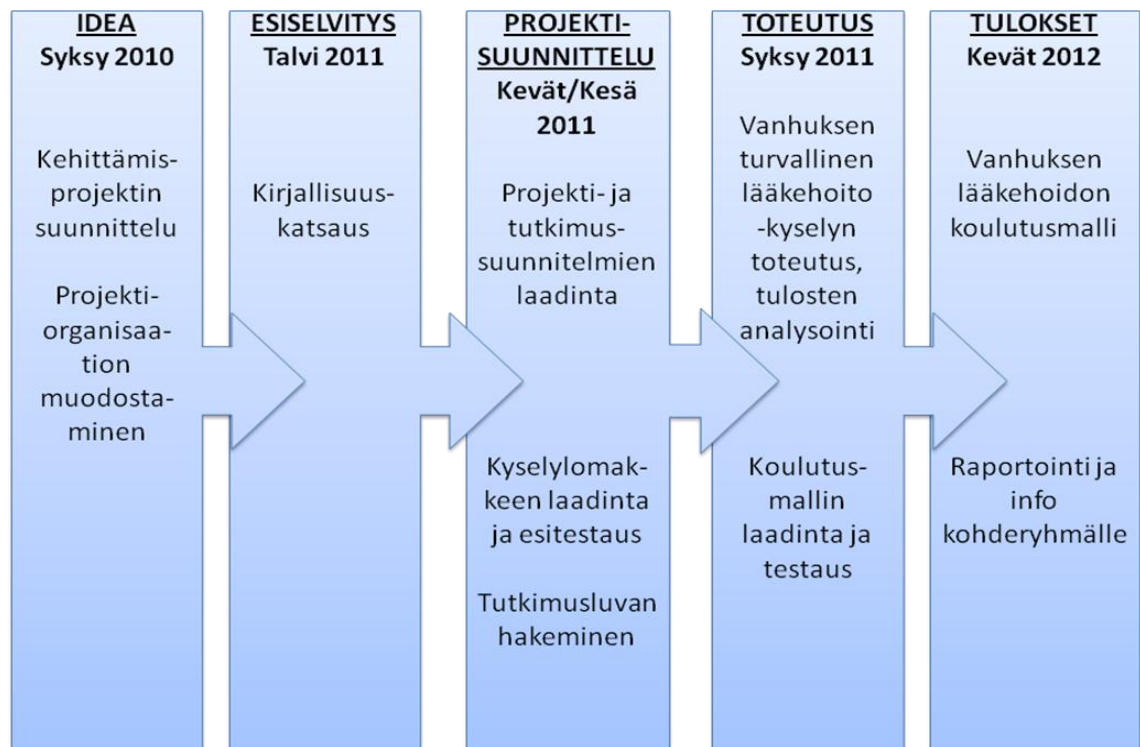 IDEA
Syksy 2010
Kehittämis-
projektin
suunnittelu
Projekti-
organisaa-
tion
muodosta-
minen
ESISELVITYS
Talvi 2011
Kirjallisuus-
katsaus
PROJEKTI-
SUUNNITTELU
Kevät/Kesä
2011
Projekti- ja
tutkimus-
suunnitelmien
laadinta
Kyselylomak-
keen laadinta
ja esitestaus
Tutkimusluvan
hakeminen
TOTEUTUS
Syksy 2011
Vanhuksen
turvallinen
lääkehoito
-kyselyn
toteutus,
tulosten
analysointi
Koulutus-
mallin
laadinta ja
testaus
TULOKSET
Kevät 2012
Vanhuksen
lääkehoidon
koulutusmalli
Raportointi ja
info
kohderyhmälle